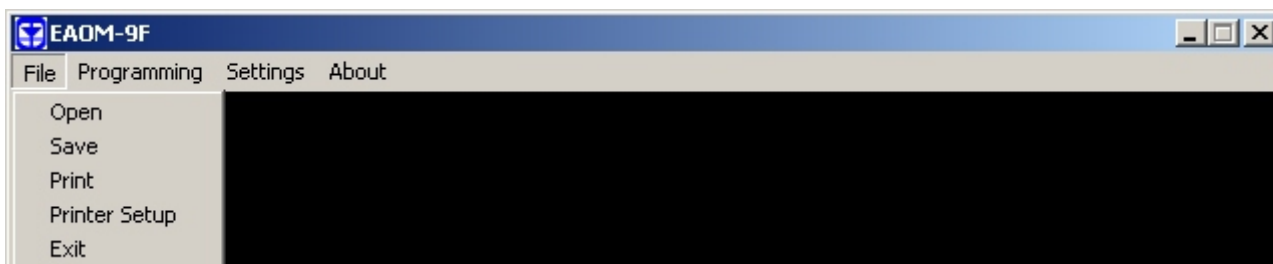 EAOM-9F
File Programming Settings About
Open
Save
Print
Printer Setup
Exit